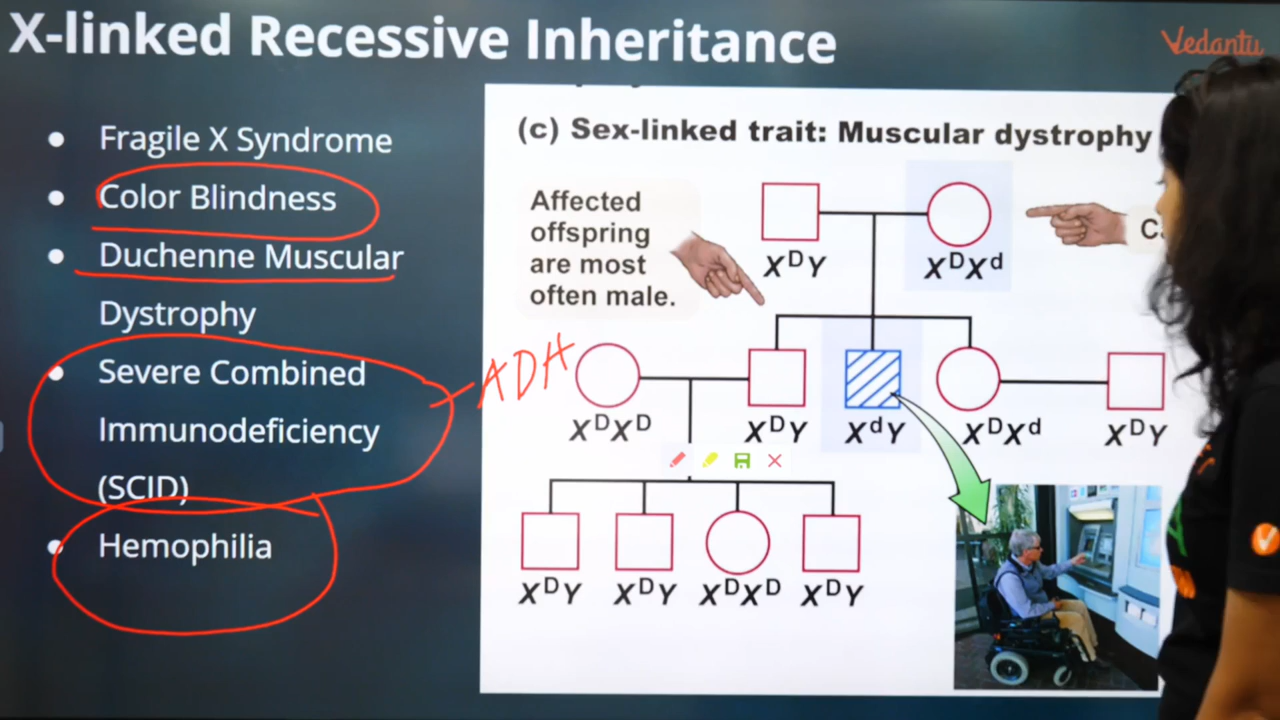 X-linked Recessive Inheritance
Vedantu
Fragile X Syndrome
Color Blindness
Duchenne Muscular
Dystrophy
Severe Combined
Immunodeficiency
(SCID)
Hemophilia
ADH
(c) Sex-linked trait: Muscular dystrophy
Affected
offspring
are most
often male.
XᴰY XᴰXᵈ
XᴰXᴰ XᴰY XᵈY XᴰXᵈ XᴰY
XᴰY XᴰY XᴰXᴰ XᴰY